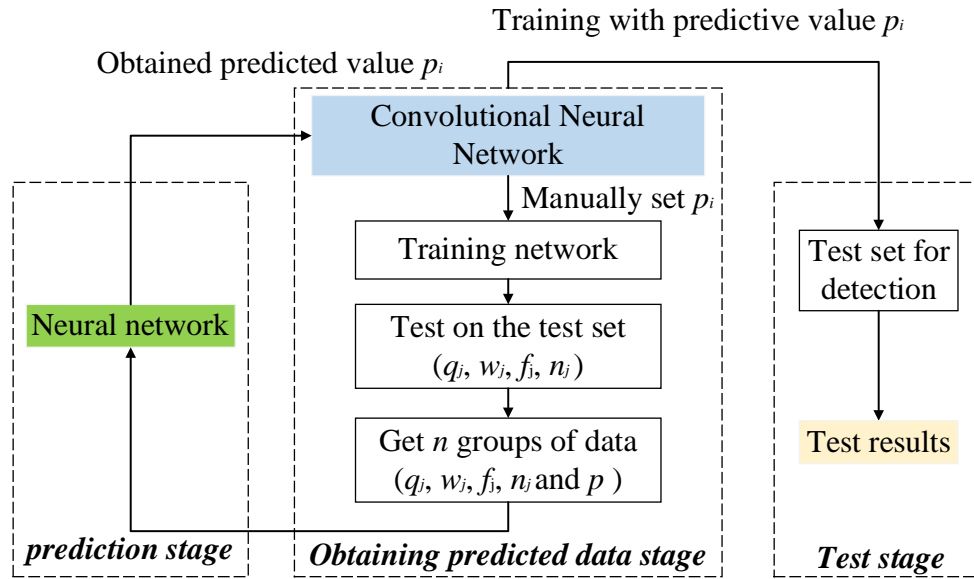 Training with predictive value pᵢ
Obtained predicted value pᵢ
Convolutional Neural
Network
Manually set pᵢ
Training network
Test on the test set
(qⱼ, wⱼ, fⱼ, nⱼ)
Get n groups of data
(qⱼ, wⱼ, fⱼ, nⱼ and p )
Obtaining predicted data stage
Neural network
prediction stage
Test set for
detection
Test results
Test stage